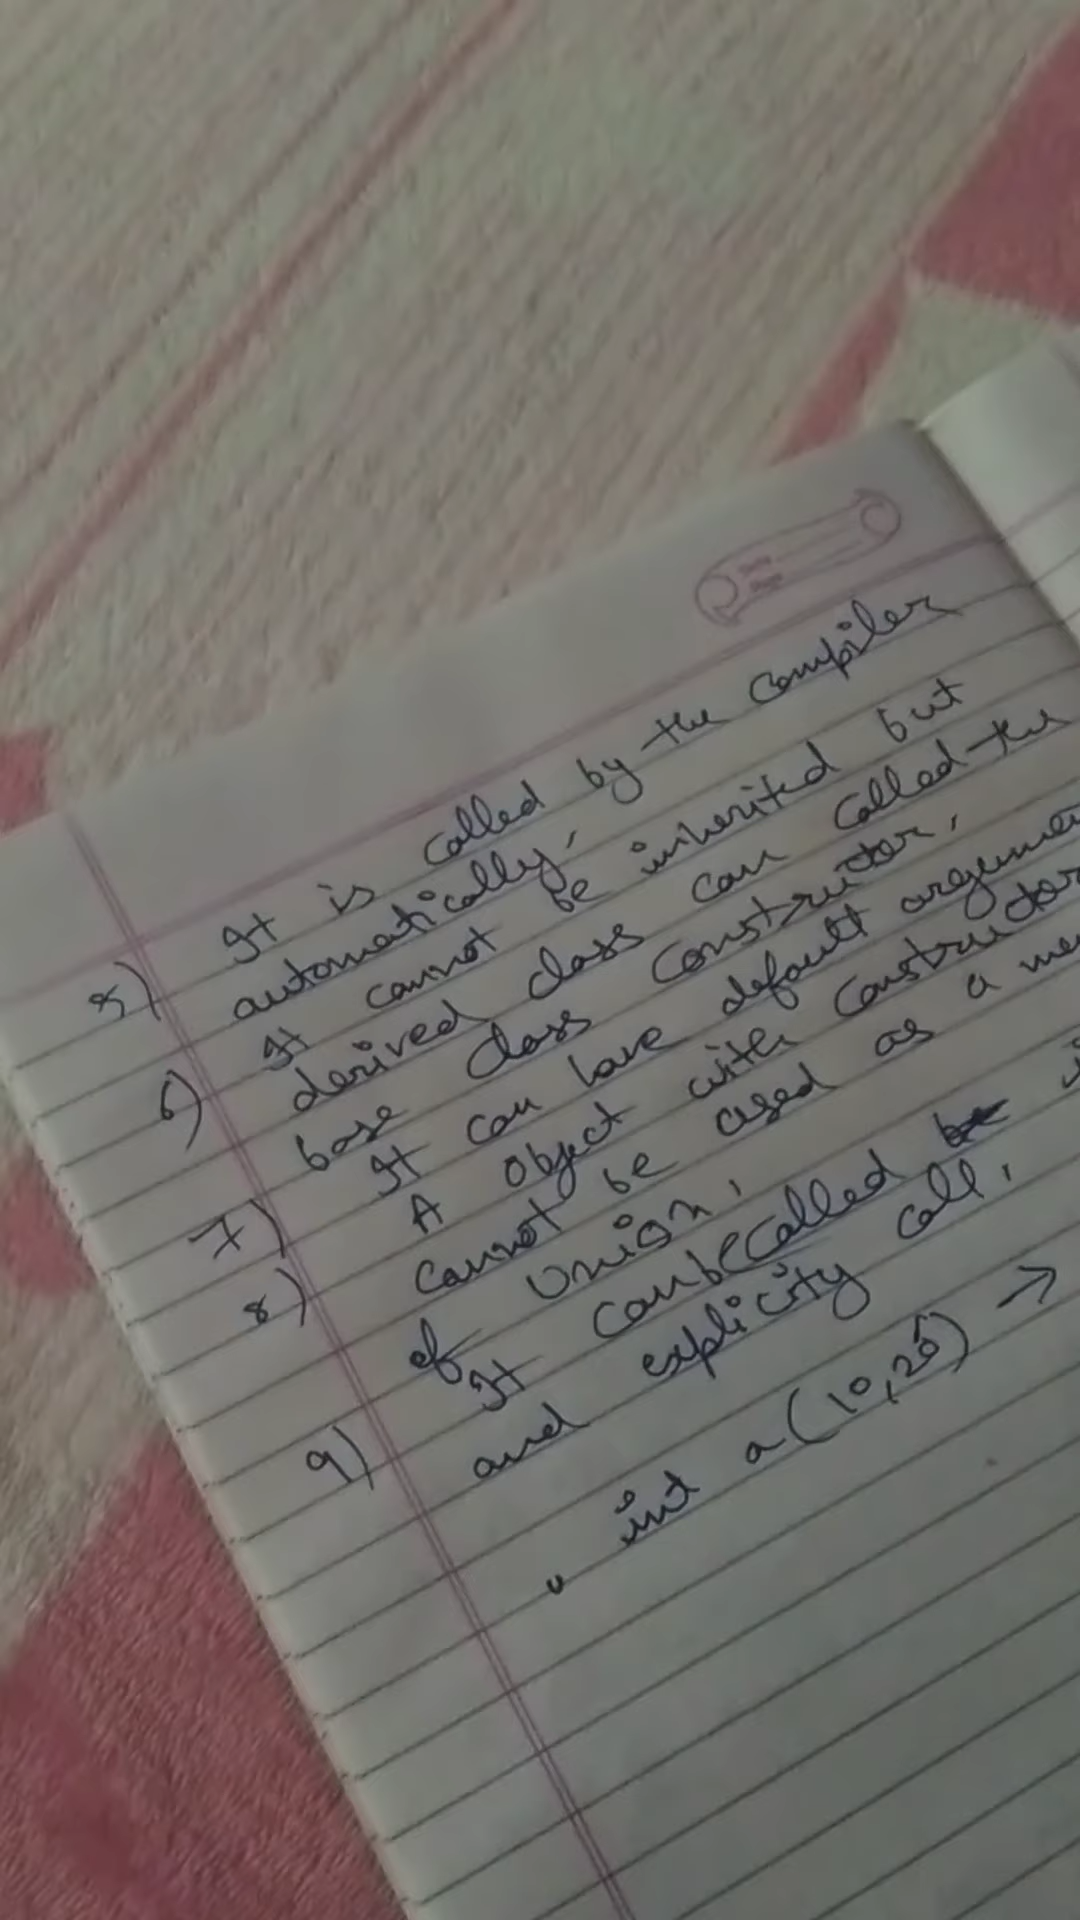 Date
Page
5) It is called by the compiler
automatically.
6) It cannot be inherited but
derived class can called the
base class constructor.
7) It can have default
8) A object with constructor
cannot be used as a
of union.
9) It can be called
and explicity call.
int a(10,20) →